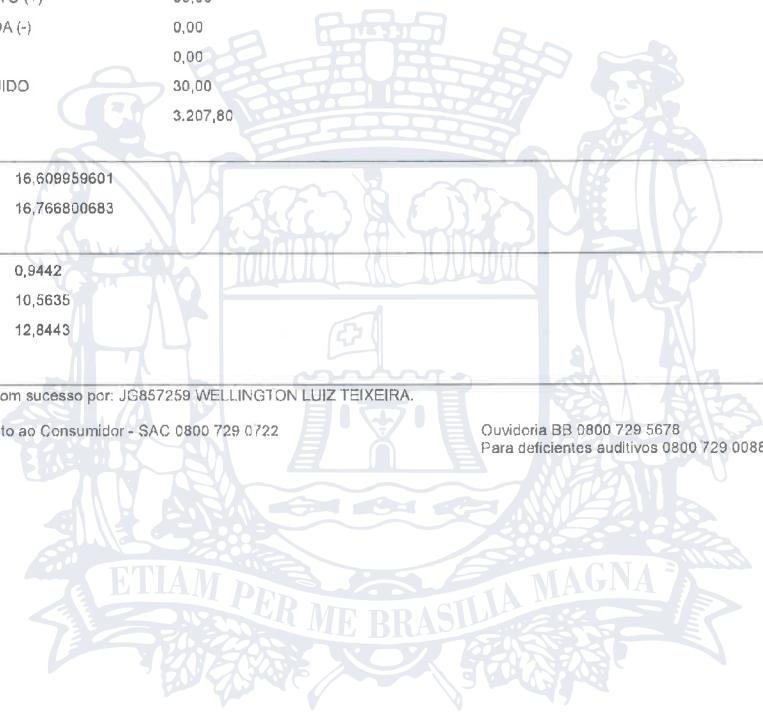 DA (-) 0,00
0,00
30,00
3.207,80
16,609959601
16,766800683
0,9442
10,5635
12,8443
om sucesso por: JG857259 WELLINGTON LUIZ TEIXEIRA.
to ao Consumidor - SAC 0800 729 0722
Ouvidoria BB 0800 729 5678
Para deficientes auditivos 0800 729 0088
ETIAM PER ME BRASILIA MAGNA